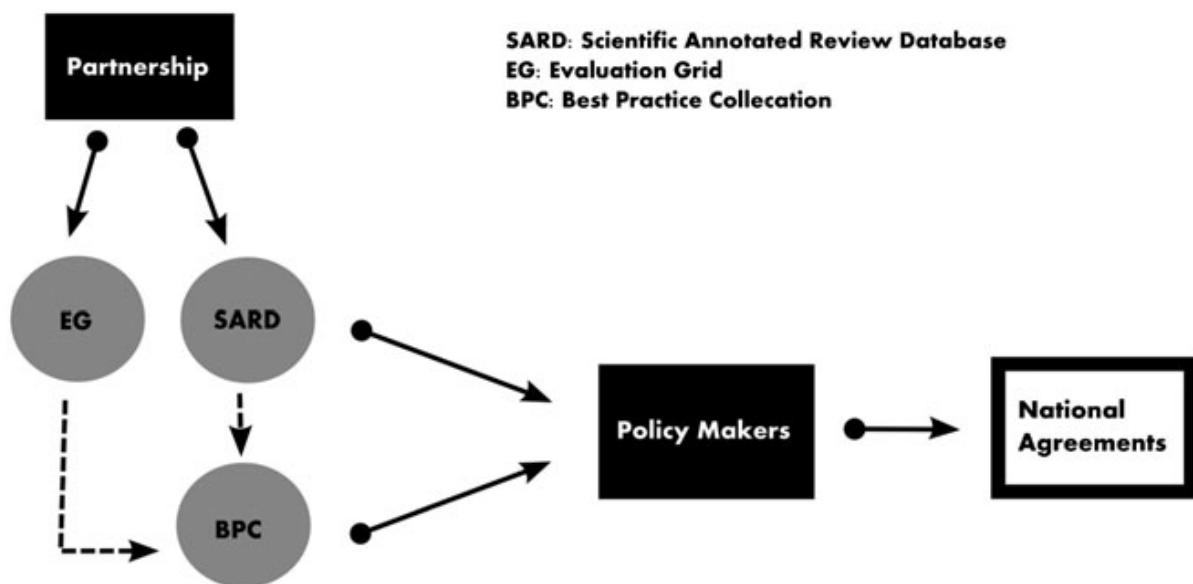 Partnership
SARD: Scientific Annotated Review Database
EG: Evaluation Grid
BPC: Best Practice Collecation
EG
SARD
Policy Makers
National
Agreements
BPC